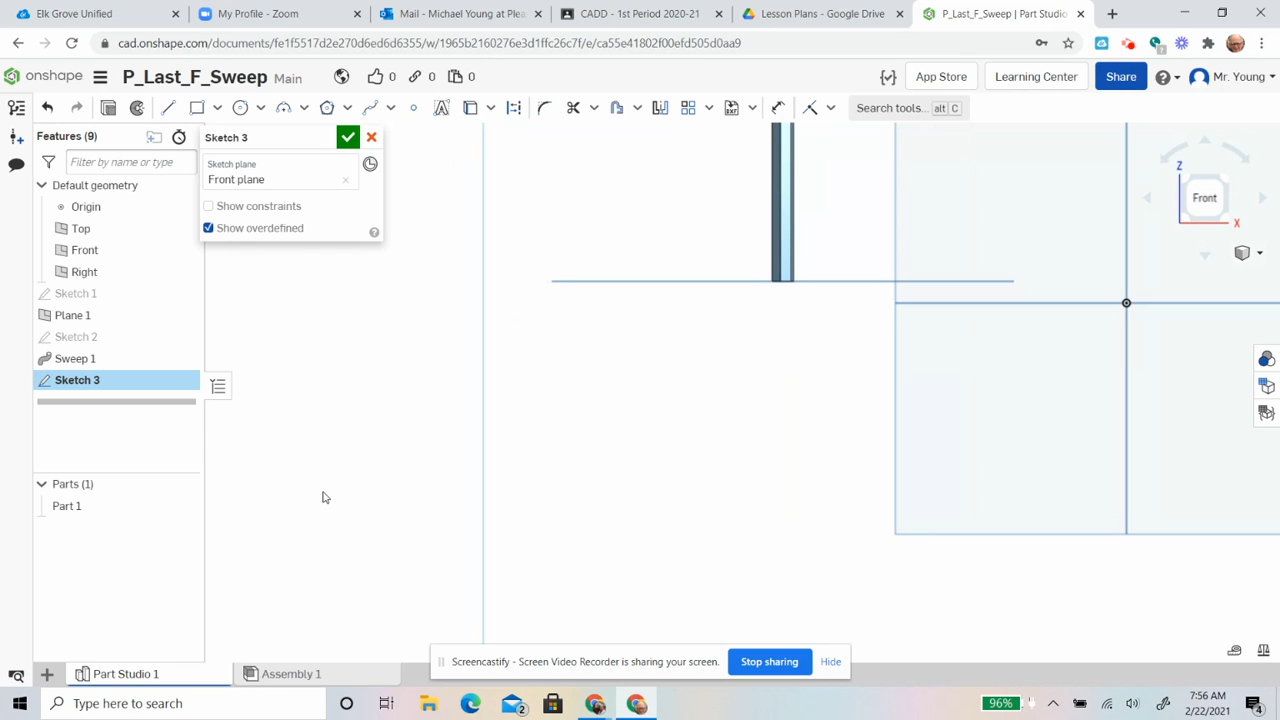 Elk Grove Unified
My Profile - Zoom
Mail - Michael Young at Plea
CADD - 1st Period 2020-21
Lesson Plans - Google Drive
P_Last_F_Sweep | Part Studio
cad.onshape.com/documents/fe1f5517d2e270d6ed6d6355/w/1965b2160276e3d1ffc26c7f/e/ca55e41802f00efd505d0aa9
onshape
P_Last_F_Sweep
Main
0
0
0
App Store
Learning Center
Share
Mr. Young
Search tools...
alt C
Features (9)
Filter by name or type
Default geometry
Origin
Top
Front
Right
Sketch 1
Plane 1
Sketch 2
Sweep 1
Sketch 3
Parts (1)
Part 1
Sketch 3
Sketch plane
Front plane
Show constraints
Show overdefined
Z
Front
X
Part Studio 1
Assembly 1
Screencastify - Screen Video Recorder is sharing your screen.
Stop sharing
Hide
Type here to search
2
96%
7:56 AM
2/22/2021
4